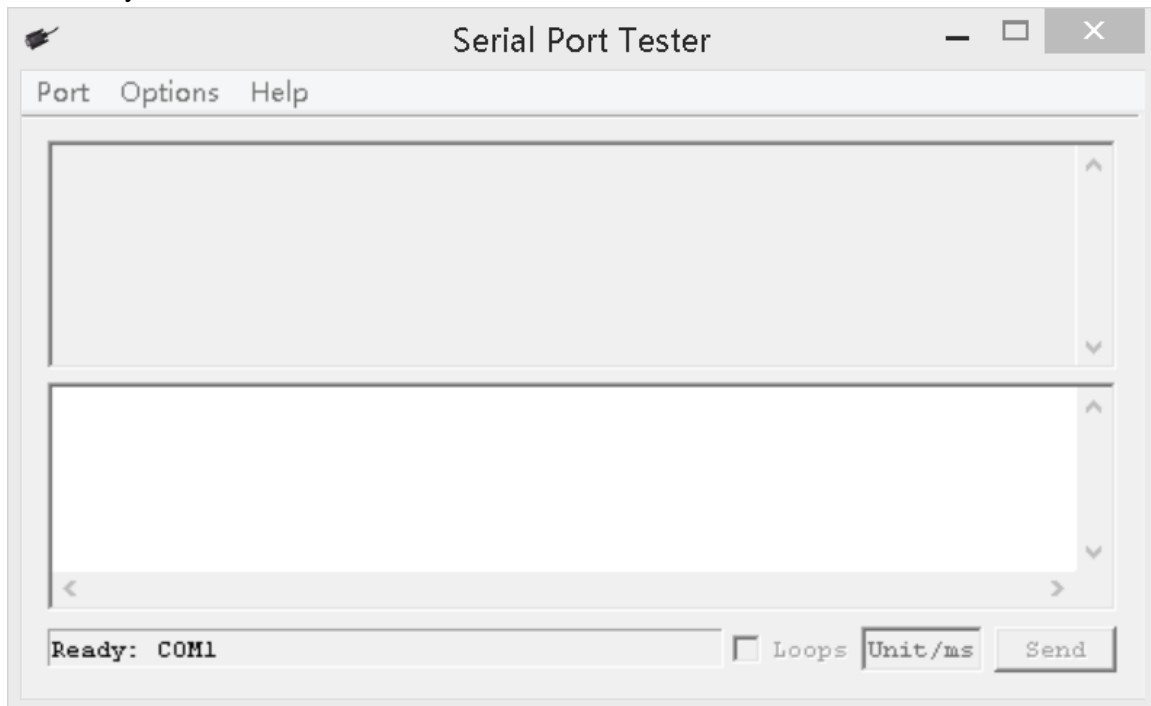 Serial Port Tester
Port Options Help
Ready: COM1 Loops Unit/ms Send